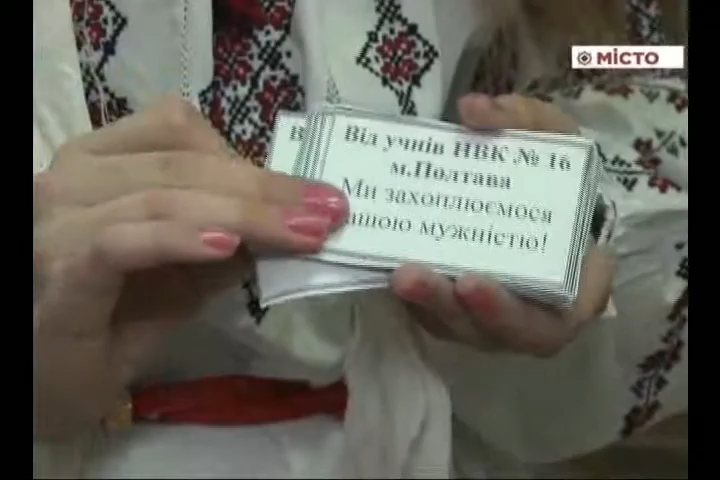 місто
Від учнів НВК № 16
м.Полтава
Ми захоплюємося
мужністю!